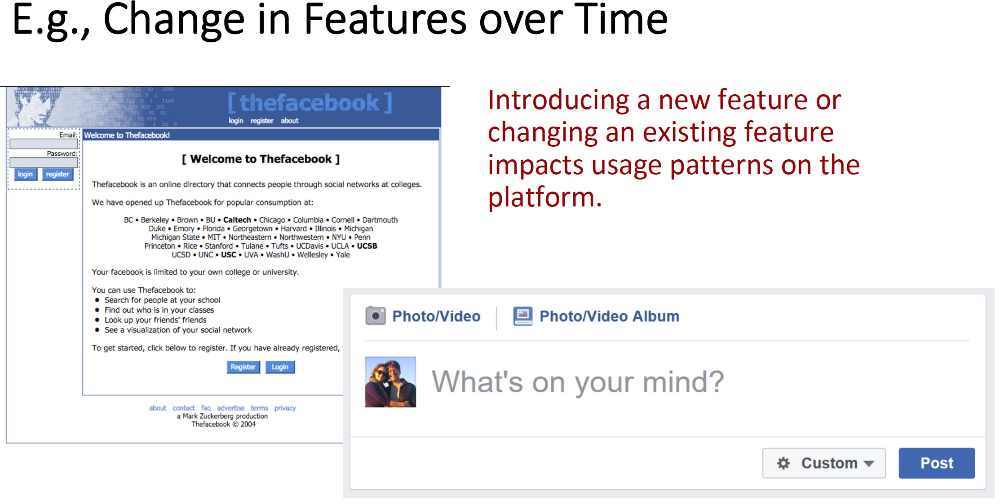 E.g., Change in Features over Time
[ thefacebook ]
login register about
Email:
Password:
login register
Welcome to Thefacebook!
[ Welcome to Thefacebook ]
Thefacebook is an online directory that connects people through social networks at colleges.
We have opened up Thefacebook for popular consumption at:
BC • Berkeley • Brown • BU • Caltech • Chicago • Columbia • Cornell • Dartmouth
Duke • Emory • Florida • Georgetown • Harvard • Illinois • Michigan
Michigan State • MIT • Northeastern • Northwestern • NYU • Penn
Princeton • Rice • Stanford • Tulane • Tufts • UCDavis • UCLA • UCSB
UCSD • UNC • USC • UVA • WashU • Wellesley • Yale
Your facebook is limited to your own college or university.
You can use Thefacebook to:
• Search for people at your school
• Find out who is in your classes
• Look up your friends' friends
• See a visualization of your social network
To get started, click below to register. If you have already registered,
Register Login
about contact faq advertise terms privacy
a Mark Zuckerberg production
Thefacebook © 2004
Introducing a new feature or
changing an existing feature
impacts usage patterns on the
platform.
Photo/Video Photo/Video Album
What's on your mind?
Custom Post